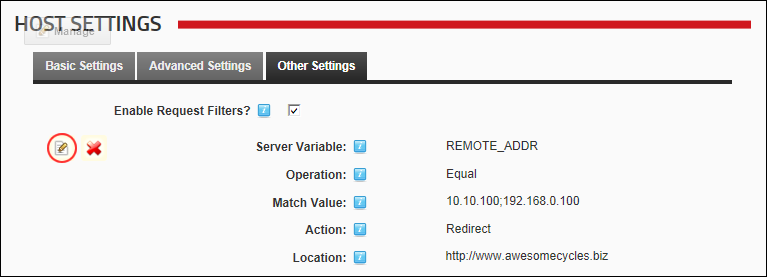 HOST SETTINGS
Manage
Basic Settings Advanced Settings Other Settings
Enable Request Filters?
Server Variable: REMOTE_ADDR
Operation: Equal
Match Value: 10.10.100;192.168.0.100
Action: Redirect
Location: http://www.awesomecycles.biz